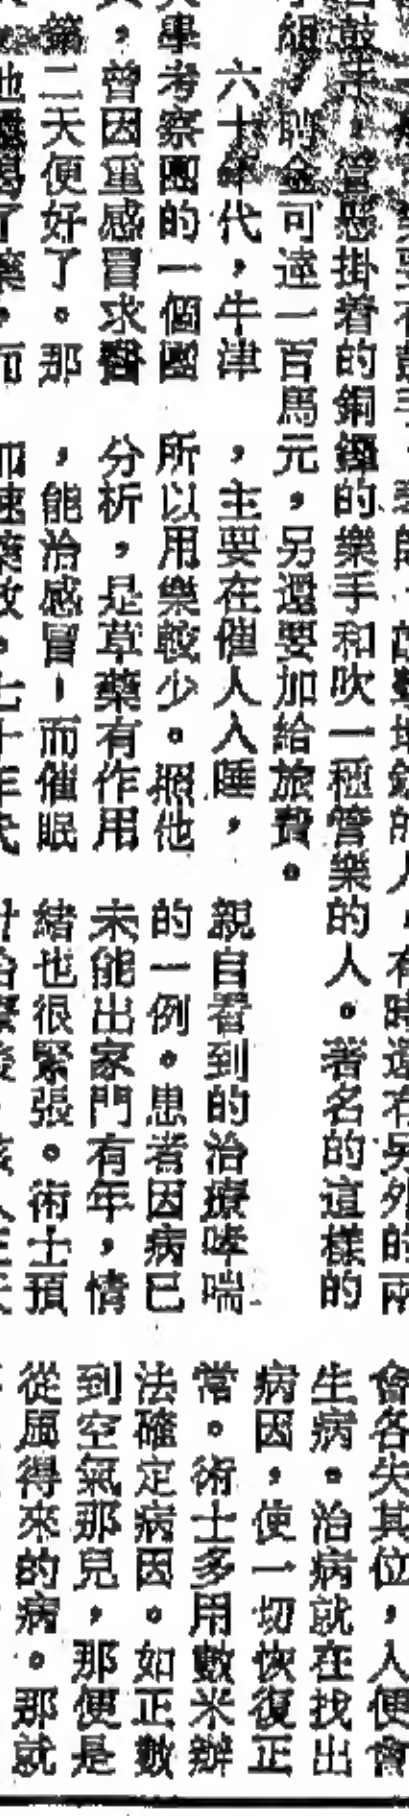 鼓手,管懸掛着的銅鑼的樂手和吹一種管樂的人。著名的這樣的
小組,聘金可達一百馬元,另還要加給旅費。
六十年代,牛津
學考察團的一個團
,曾因重感冒求醫
第二天便好了。那
,主要在催人入睡,
所以用樂較少。照他
分析,是草藥有作用
,能治感冒,而催眠
親自看到的治療哮喘
的一例。患者因病已
未能出家門有年,情
緒也很緊張。術士預
會各失其位,人便會
生病。治病就在找出
病因,使一切恢復正
常。術士多用數米辦
法確定病因。如正數
到空氣那兒,那便是
從風得來的病。那就